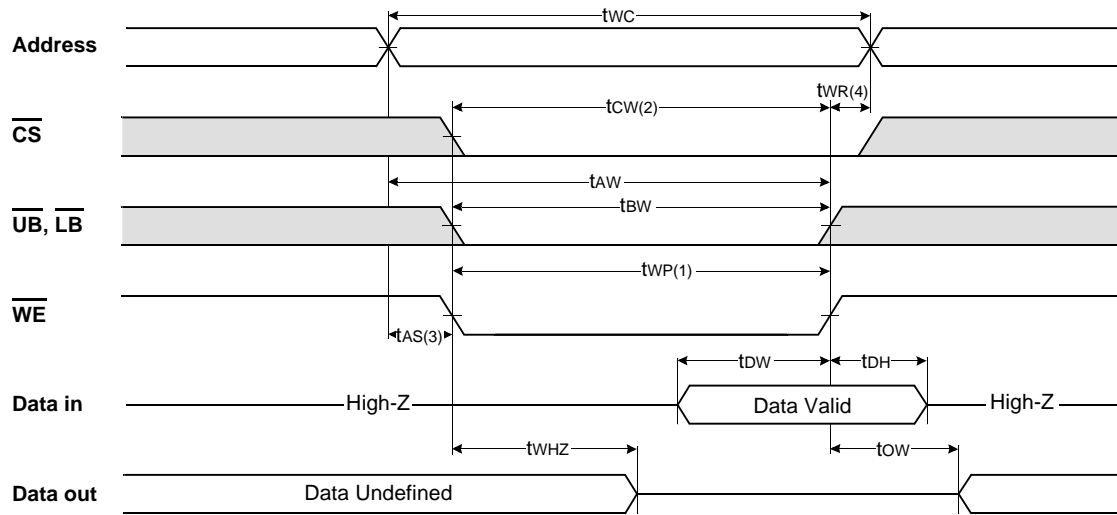 tWC
Address
tCW(2)
tWR(4)
CS
tAW
UB, LB
tBW
tWP(1)
WE
tAS(3)
tDW
tDH
Data in
High-Z
Data Valid
High-Z
tWHZ
tOW
Data out
Data Undefined